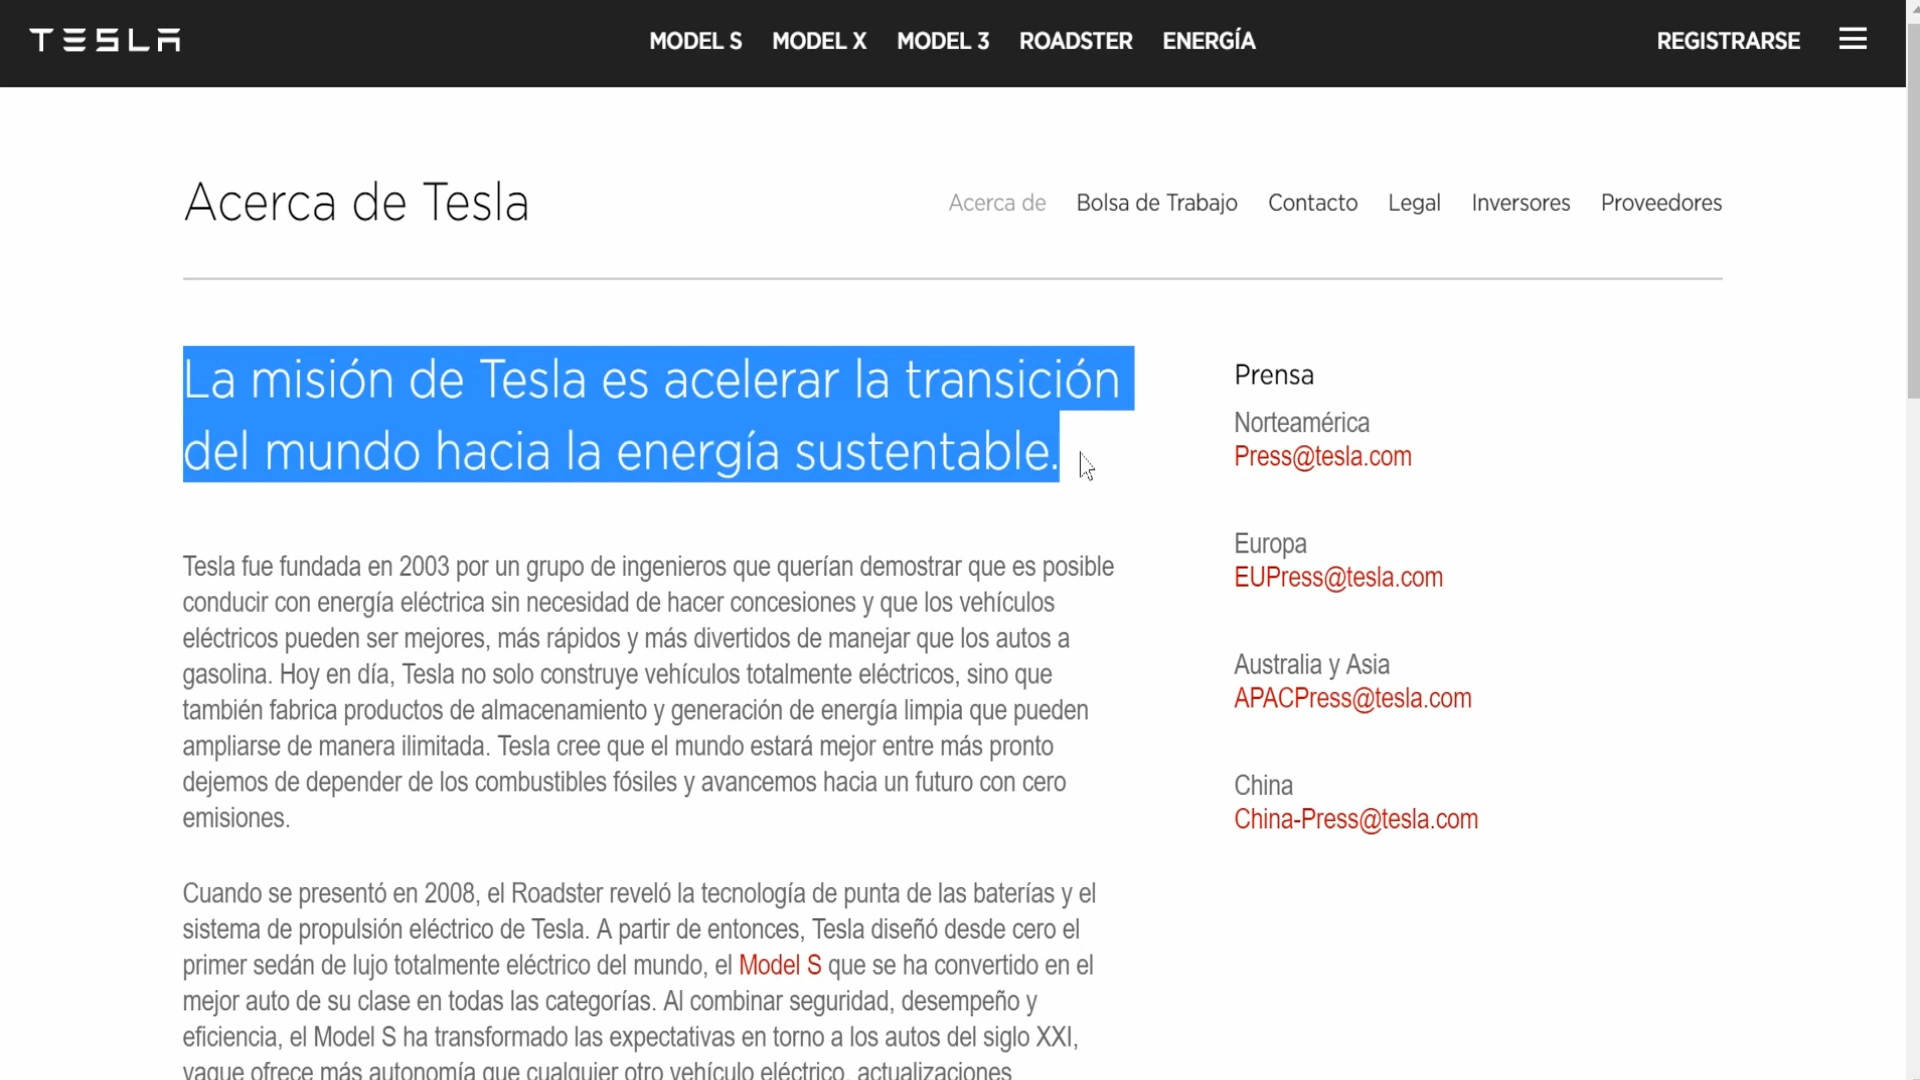 TESLA
MODEL S MODEL X MODEL 3 ROADSTER ENERGÍA
REGISTRARSE
Acerca de Tesla
Acerca de Bolsa de Trabajo Contacto Legal Inversores Proveedores
La misión de Tesla es acelerar la transición
del mundo hacia la energía sustentable.
Tesla fue fundada en 2003 por un grupo de ingenieros que querían demostrar que es posible
conducir con energía eléctrica sin necesidad de hacer concesiones y que los vehículos
eléctricos pueden ser mejores, más rápidos y más divertidos de manejar que los autos a
gasolina. Hoy en día, Tesla no solo construye vehículos totalmente eléctricos, sino que
también fabrica productos de almacenamiento y generación de energía limpia que pueden
ampliarse de manera ilimitada. Tesla cree que el mundo estará mejor entre más pronto
dejemos de depender de los combustibles fósiles y avancemos hacia un futuro con cero
emisiones.
Cuando se presentó en 2008, el Roadster reveló la tecnología de punta de las baterías y el
sistema de propulsión eléctrico de Tesla. A partir de entonces, Tesla diseñó desde cero el
primer sedán de lujo totalmente eléctrico del mundo, el Model S que se ha convertido en el
mejor auto de su clase en todas las categorías. Al combinar seguridad, desempeño y
eficiencia, el Model S ha transformado las expectativas en torno a los autos del siglo XXI,
yaque ofrece más autonomía que cualquier otro vehículo eléctrico, actualizaciones
Prensa
Norteamérica
Press@tesla.com
Europa
EUPress@tesla.com
Australia y Asia
APACPress@tesla.com
China
China-Press@tesla.com